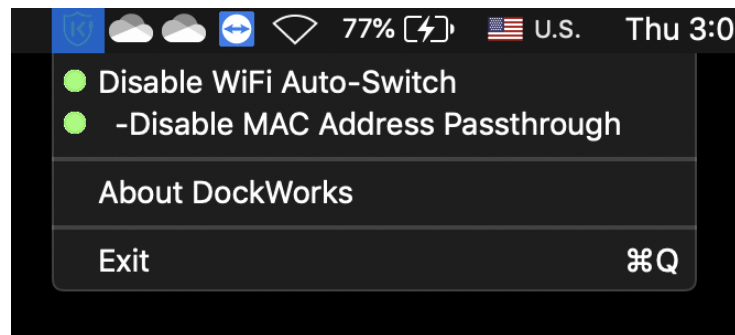 77% U.S. Thu 3:0
Disable WiFi Auto-Switch
-Disable MAC Address Passthrough
About DockWorks
Exit ⌘Q